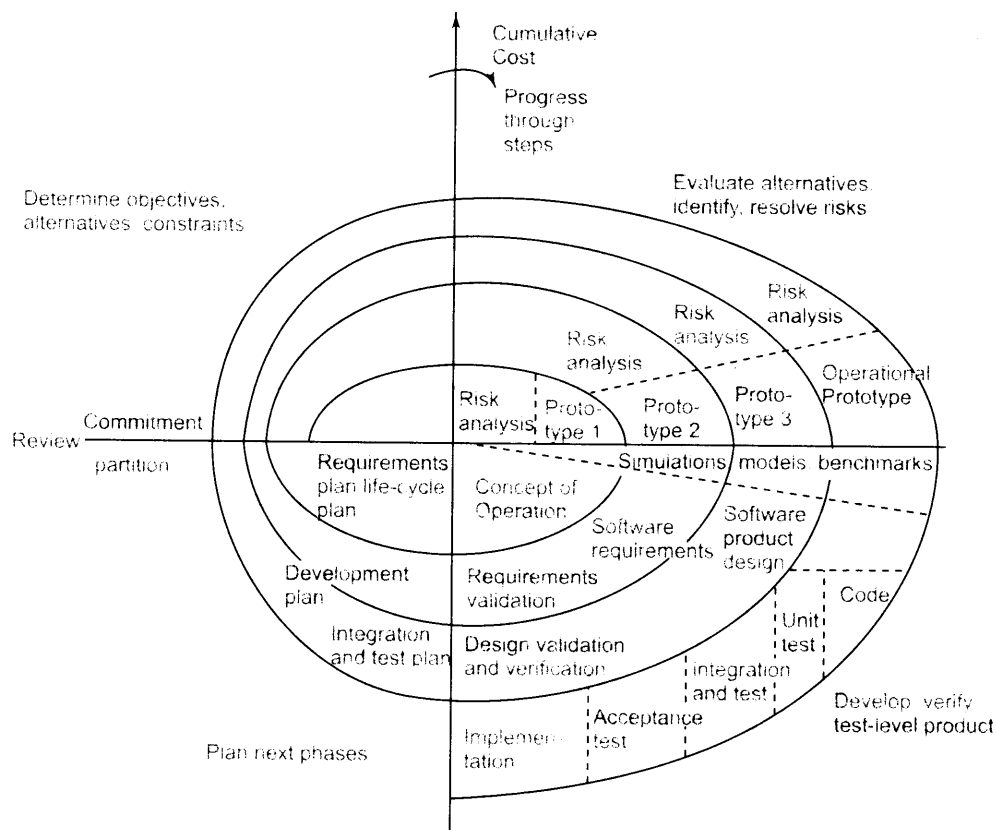 Cumulative
Cost
Progress
through
steps
Determine objectives,
alternatives constraints
Evaluate alternatives,
identify, resolve risks
Risk
analysis
Risk
analysis
Risk
analysis
Risk
analysis
Proto-
type 1
Proto-
type 2
Proto-
type 3
Operational
Prototype
Commitment
Review
partition
Requirements
plan life-cycle
plan
Concept of
Operation
Simulations models benchmarks
Software
requirements
Software
product
design
Development
plan
Requirements
validation
Code
Unit
test
Integration
and test plan
Design validation
and verification
integration
and test
Acceptance
test
Implemen-
tation
Develop verify
test-level product
Plan next phases